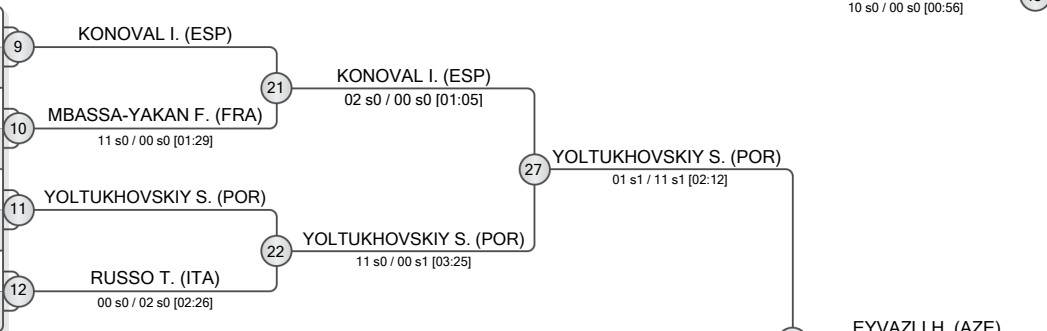 10 s0 / 00 s0 [00:56]
9
KONOVAL I. (ESP)
21
KONOVAL I. (ESP)
02 s0 / 00 s0 [01:05]
10
MBASSA-YAKAN F. (FRA)
11 s0 / 00 s0 [01:29]
27
YOLTUKHOVSKIY S. (POR)
01 s1 / 11 s1 [02:12]
11
YOLTUKHOVSKIY S. (POR)
22
YOLTUKHOVSKIY S. (POR)
11 s0 / 00 s1 [03:25]
12
RUSSO T. (ITA)
00 s0 / 02 s0 [02:26]
EYVAZLI H. (AZE)